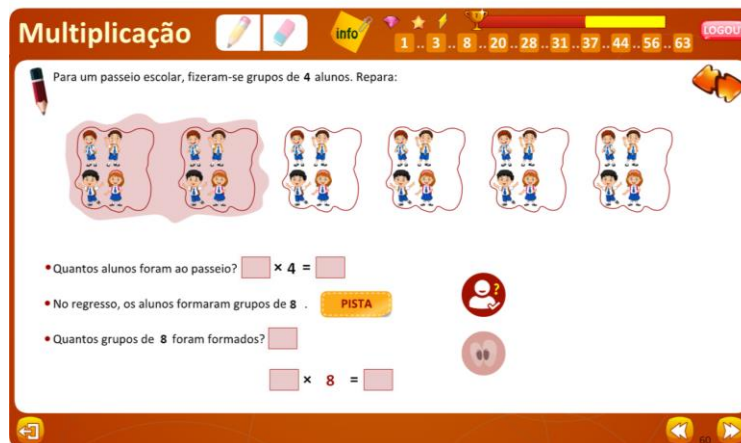 Multiplicação
info
1 .. 3 .. 8 .. 20 .. 28 .. 31 .. 37 .. 44 .. 56 .. 63
LOGOUT
Para um passeio escolar, fizeram-se grupos de 4 alunos. Repara:
• Quantos alunos foram ao passeio? × 4 =
• No regresso, os alunos formaram grupos de 8 . PISTA
?
• Quantos grupos de 8 foram formados?
× 8 =
60